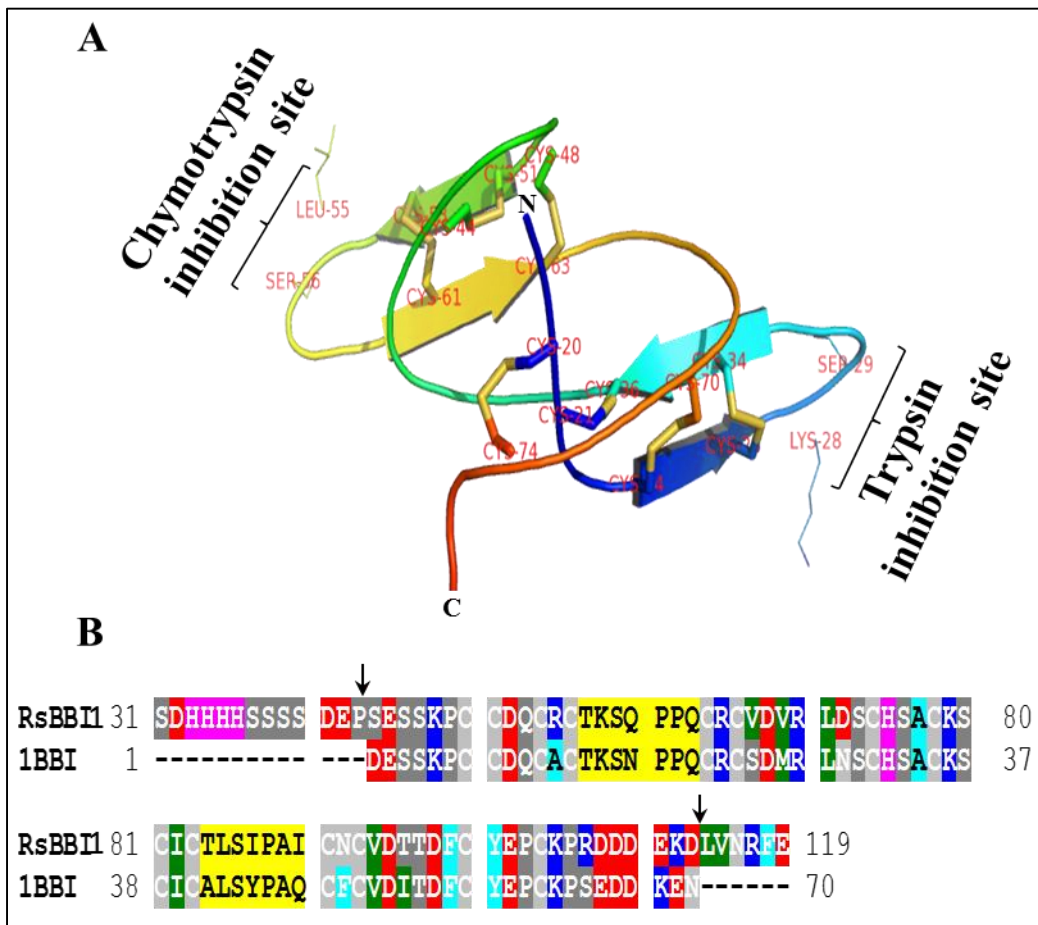 A
Chymotrypsin
inhibition site
CYS-48
CYS-51
N
LEU-55
CYS-63
SER-56
CYS-61
CYS-20
SER-29
CYS-70
CYS-21
LYS-28
CYS-74
Trypsin
inhibition site
C
B
RsBBI1 31 SDHHHHSSSS DEPSESSKPC CDQCRCTKSQ PPQCRCVDVR LDSCHSACKS 80
1BBI 1 ---------- ---DESSKPC CDQCACTKSN PPQCRCSDMR LNSCHSACKS 37
RsBBI1 81 CICTLSIPAI CNCVDTTDFC YEPCKPRDDD EKDLVNRFE 119
1BBI 38 CICALSYPAQ CFCVDITDFC YEPCKPSEDD KEN------ 70